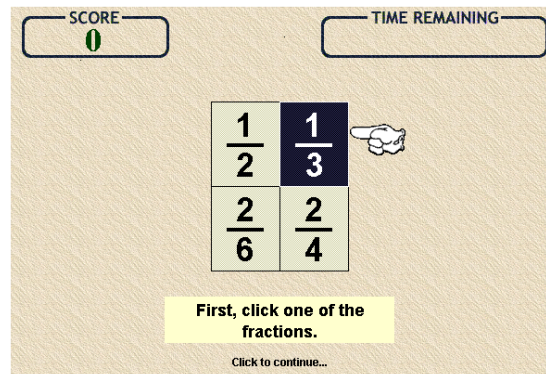 SCORE
0
TIME REMAINING
1/2 1/3
2/6 2/4
First, click one of the
fractions.
Click to continue...